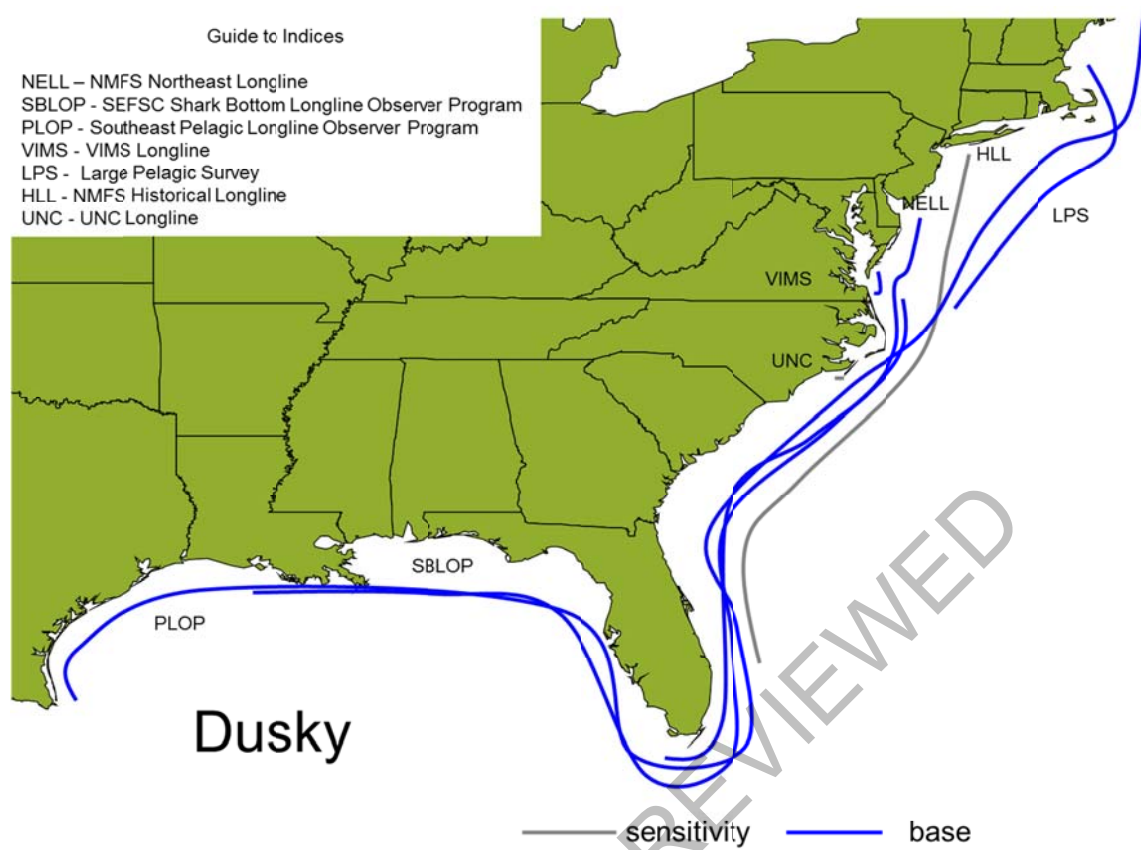 Guide to Indices
NELL – NMFS Northeast Longline
SBLOP - SEFSC Shark Bottom Longline Observer Program
PLOP - Southeast Pelagic Longline Observer Program
VIMS - VIMS Longline
LPS - Large Pelagic Survey
HLL - NMFS Historical Longline
UNC - UNC Longline
HLL
NELL
LPS
VIMS
UNC
SBLOP
PLOP
Dusky
REVIEWED
sensitivity
base